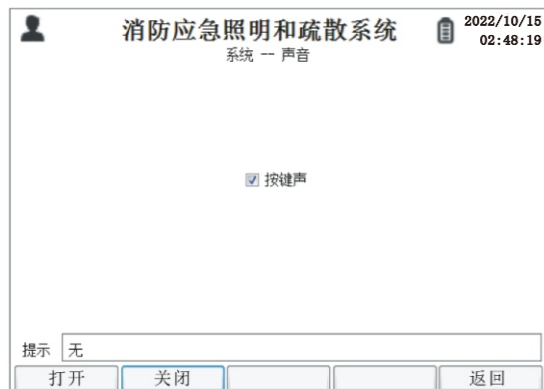 消防应急照明和疏散系统
2022/10/15
02:48:19
系统 -- 声音
按键声
提示 无
打开 关闭 返回